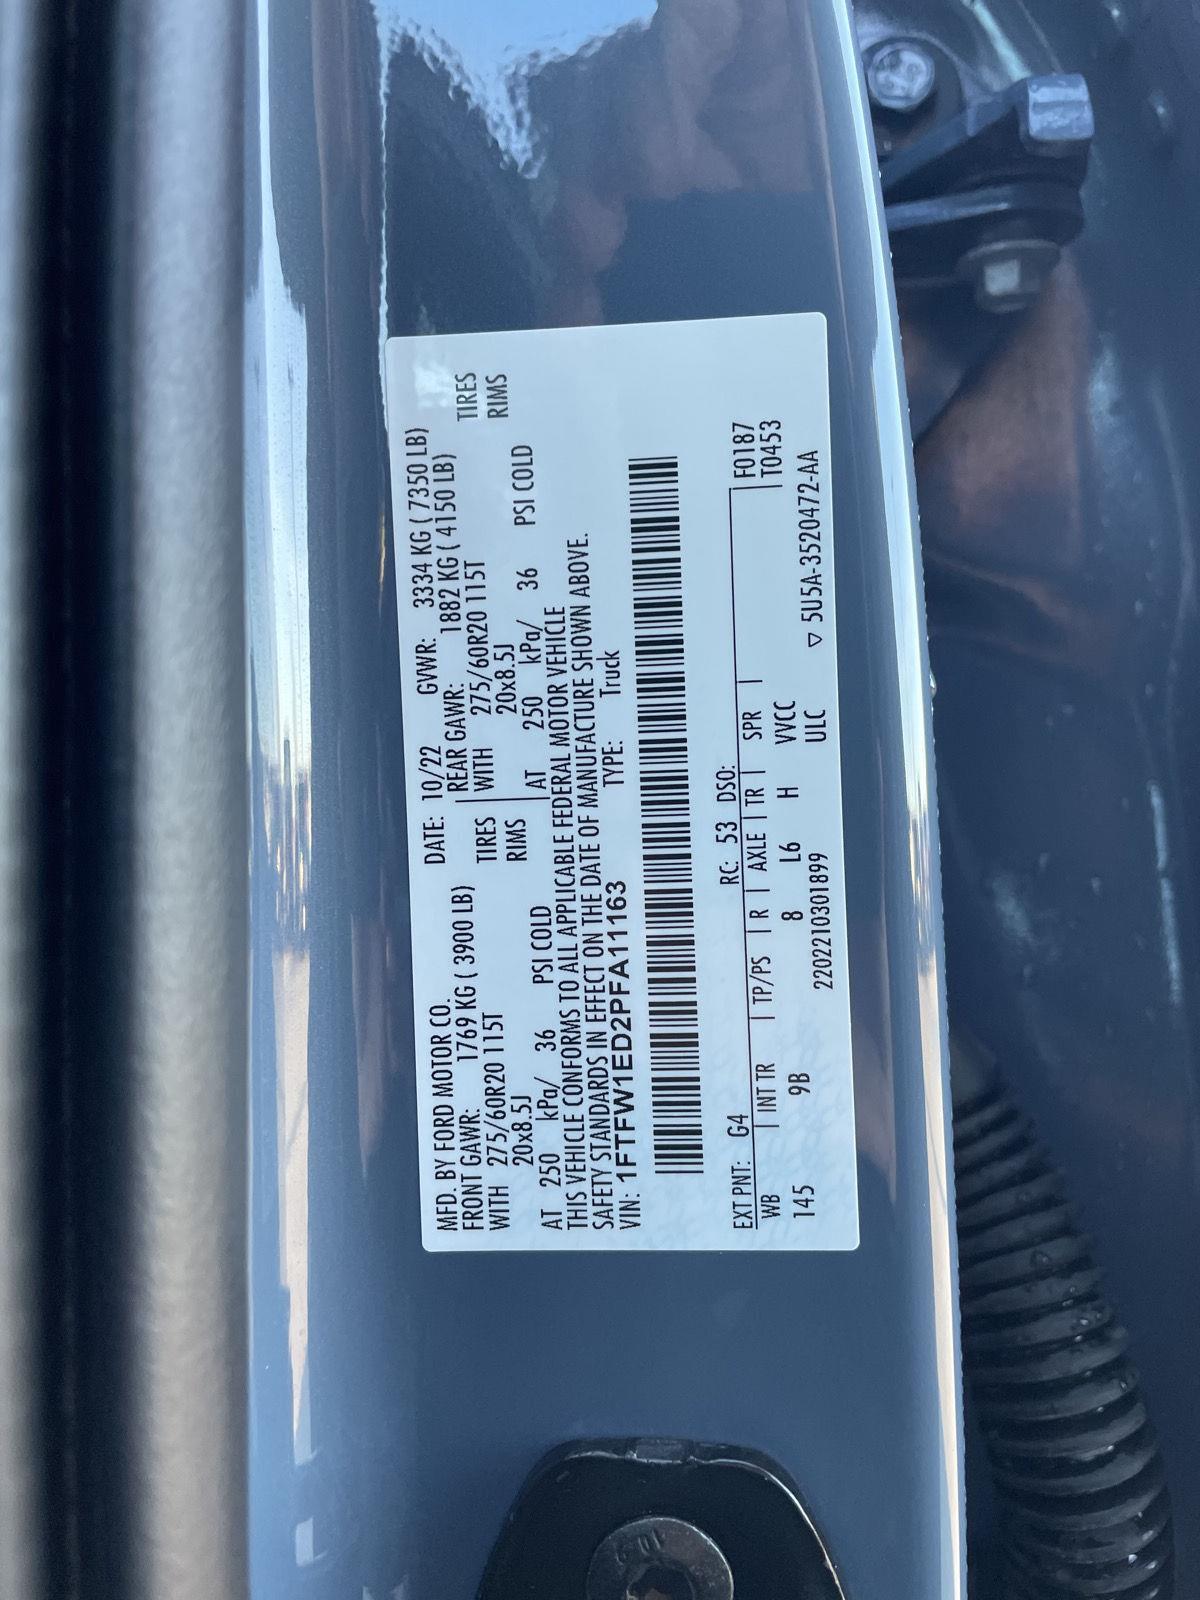 MFD. BY FORD MOTOR CO. DATE: 10/22 GVWR: 3334 KG ( 7350 LB)
FRONT GAWR: 1769 KG ( 3900 LB) REAR GAWR: 1882 KG ( 4150 LB)
WITH 275/60R20 115T TIRES WITH 275/60R20 115T TIRES
20x8.5J RIMS 20x8.5J RIMS
AT 250 kPa/ 36 PSI COLD AT 250 kPa/ 36 PSI COLD
THIS VEHICLE CONFORMS TO ALL APPLICABLE FEDERAL MOTOR VEHICLE
SAFETY STANDARDS IN EFFECT ON THE DATE OF MANUFACTURE SHOWN ABOVE.
VIN: 1FTFW1ED2PFA11163 TYPE: Truck
EXT PNT: G4 RC: 53 DSO: F0187
WB INT TR TP/PS R AXLE TR SPR T0453
145 9B 8 L6 H VVCC
220221030 1899 ULC ▽ 5U5A-3520472-AA